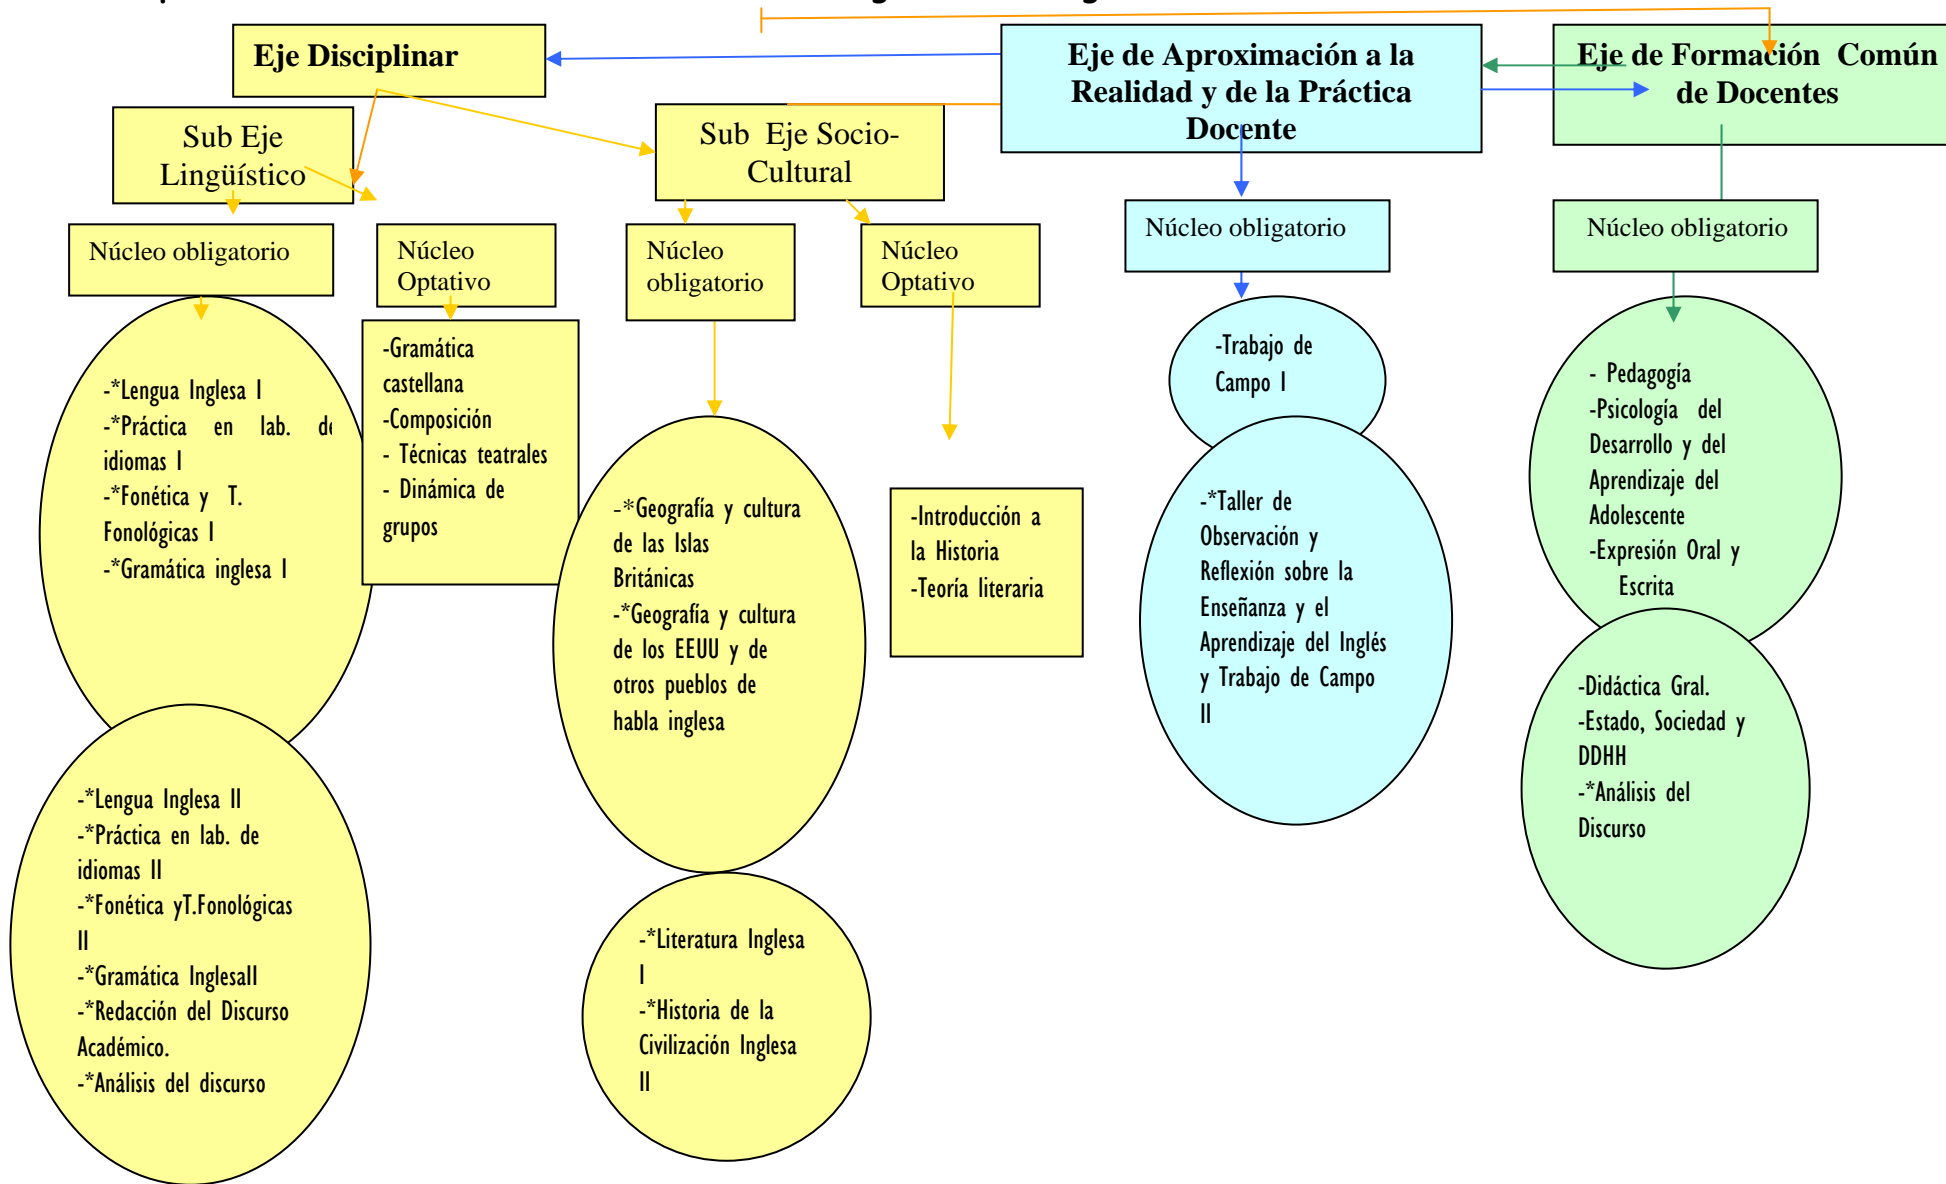 Eje Disciplinar
Eje de Aproximación a la
Realidad y de la Práctica
Docente
Eje de Formación Común
de Docentes
Sub Eje
Lingüístico
Sub Eje Socio-
Cultural
Núcleo obligatorio
Núcleo
Optativo
Núcleo
obligatorio
Núcleo
Optativo
Núcleo obligatorio
Núcleo obligatorio
-*Lengua Inglesa I
-*Práctica en lab. de
idiomas I
-*Fonética y T.
Fonológicas I
-*Gramática inglesa I
-Gramática
castellana
-Composición
- Técnicas teatrales
- Dinámica de
grupos
-*Geografía y cultura
de las Islas
Británicas
-*Geografía y cultura
de los EEUU y de
otros pueblos de
habla inglesa
-Introducción a
la Historia
-Teoría literaria
-Trabajo de
Campo I
-*Taller de
Observación y
Reflexión sobre la
Enseñanza y el
Aprendizaje del Inglés
y Trabajo de Campo
II
- Pedagogía
-Psicología del
Desarrollo y del
Aprendizaje del
Adolescente
-Expresión Oral y
Escrita
-Didáctica Gral.
-Estado, Sociedad y
DDHH
-*Análisis del
Discurso
-*Lengua Inglesa II
-*Práctica en lab. de
idiomas II
-*Fonética yT.Fonológicas
II
-*Gramática InglesaII
-*Redacción del Discurso
Académico.
-*Análisis del discurso
-*Literatura Inglesa
I
-*Historia de la
Civilización Inglesa
II